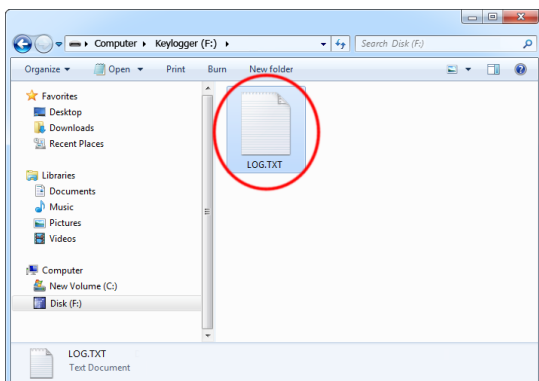 Computer Keylogger (F:)
Search Disk (F:)
Organize Open Print Burn New folder
Favorites
Desktop
Downloads
Recent Places
Libraries
Documents
Music
Pictures
Videos
Computer
New Volume (C:)
Disk (F:)
LOG.TXT
LOG.TXT
Text Document